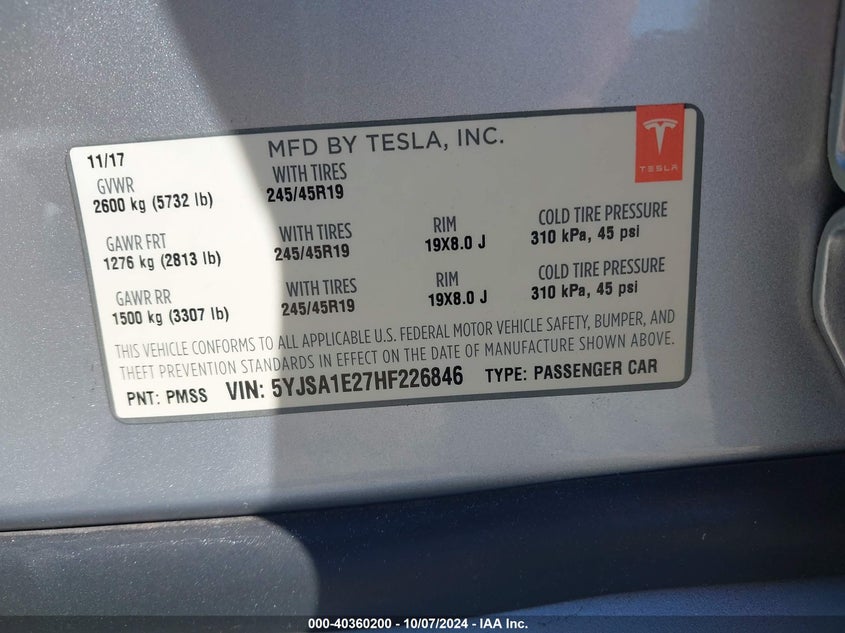 11/17 MFD BY TESLA, INC.
TESLA
GVWR WITH TIRES
2600 kg (5732 lb) 245/45R19
GAWR FRT WITH TIRES RIM COLD TIRE PRESSURE
1276 kg (2813 lb) 245/45R19 19X8.0 J 310 kPa, 45 psi
GAWR RR WITH TIRES RIM COLD TIRE PRESSURE
1500 kg (3307 lb) 245/45R19 19X8.0 J 310 kPa, 45 psi
THIS VEHICLE CONFORMS TO ALL APPLICABLE U.S. FEDERAL MOTOR VEHICLE SAFETY, BUMPER, AND
THEFT PREVENTION STANDARDS IN EFFECT ON THE DATE OF MANUFACTURE SHOWN ABOVE.
PNT: PMSS VIN: 5YJSA1E27HF226846 TYPE: PASSENGER CAR
000-40360200 - 10/07/2024 - IAA Inc.